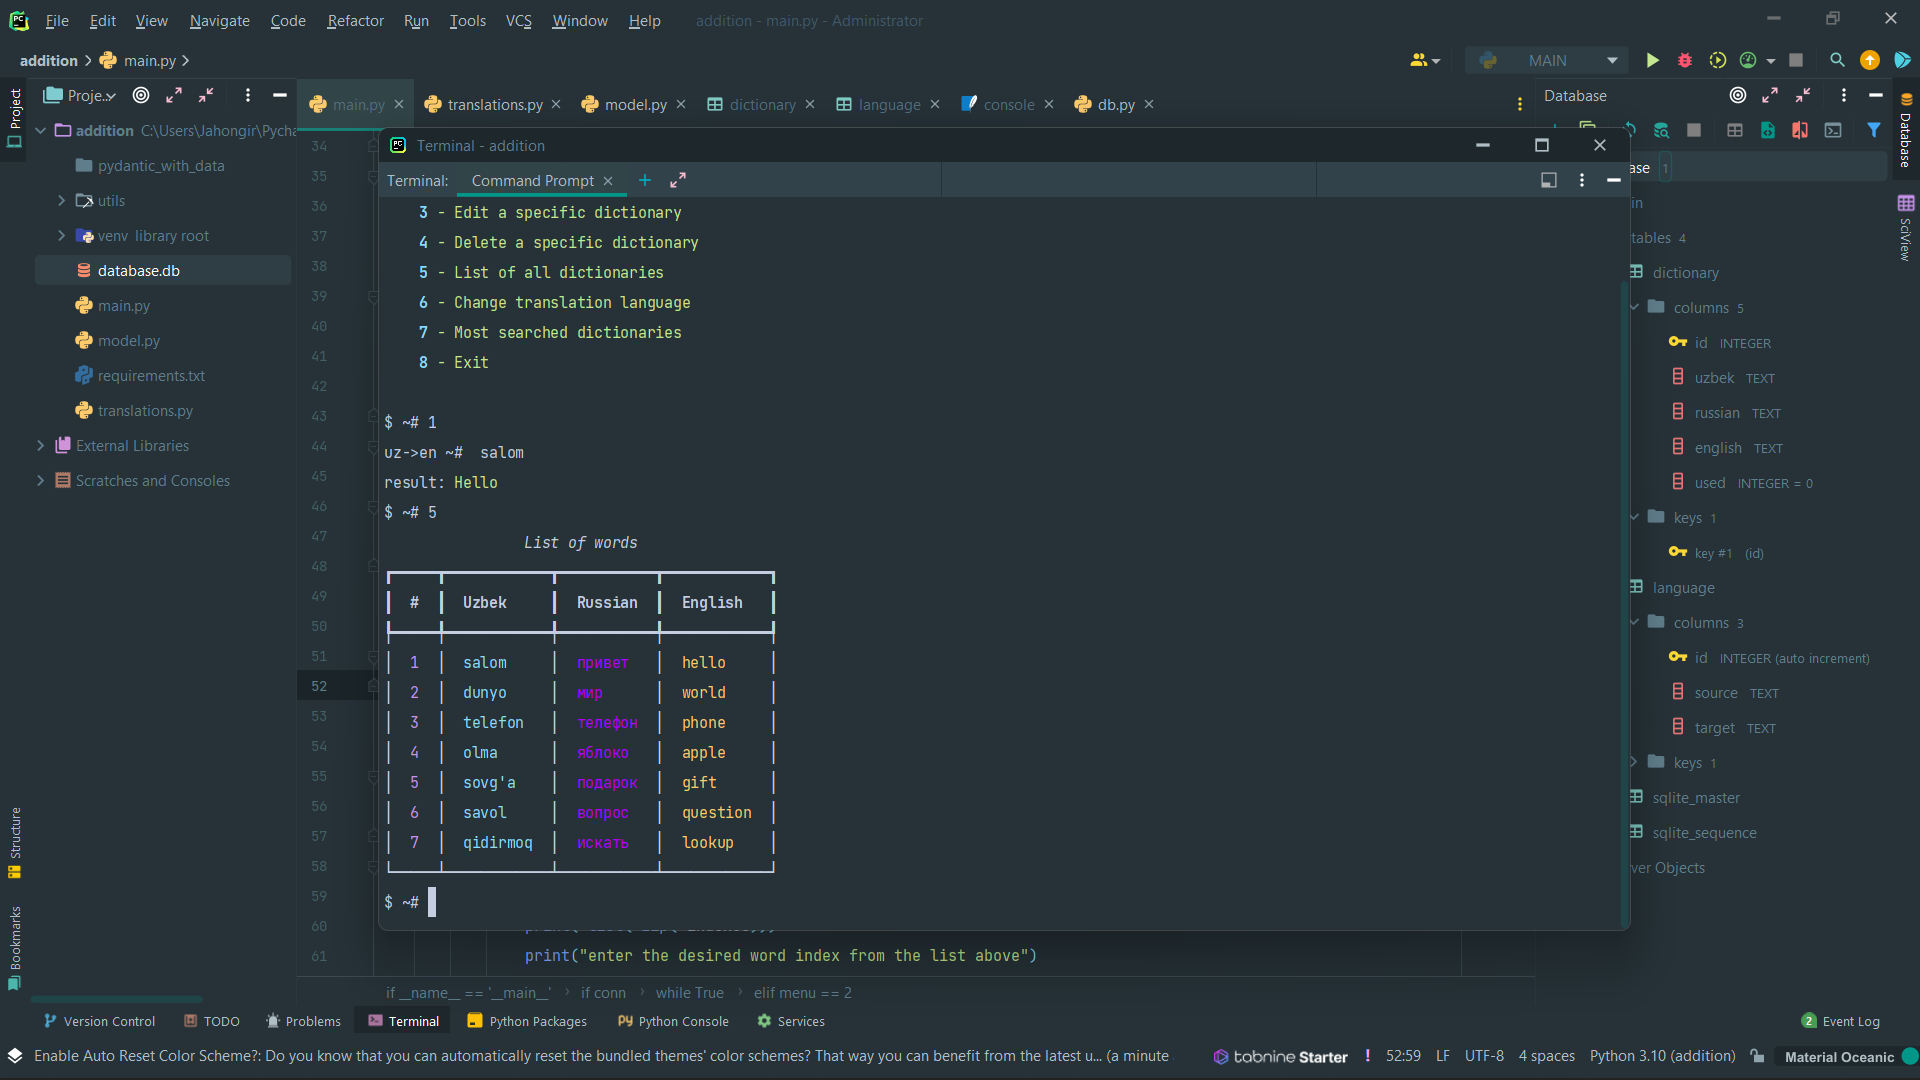 File Edit View Navigate Code Refactor Run Tools VCS Window Help addition - main.py - Administrator
addition main.py MAIN
Project Proje.. main.py translations.py model.py dictionary language console db.py Database
addition C:\Users\Jahongir\Pycha
pydantic_with_data
utils
venv library root
database.db
main.py
model.py
requirements.txt
translations.py
External Libraries
Scratches and Consoles
Structure
Bookmarks
34
35
36
37
38
39
40
41
42
43
44
45
46
47
48
49
50
51
52
53
54
55
56
57
58
59
60
61
Terminal - addition
Terminal: Command Prompt
3 - Edit a specific dictionary
4 - Delete a specific dictionary
5 - List of all dictionaries
6 - Change translation language
7 - Most searched dictionaries
8 - Exit
$ ~# 1
uz->en ~# salom
result: Hello
$ ~# 5
List of words
# Uzbek Russian English
1 salom привет hello
2 dunyo мир world
3 telefon телефон phone
4 olma яблоко apple
5 sovg'a подарок gift
6 savol вопрос question
7 qidirmoq искать lookup
$ ~#
print("enter the desired word index from the list above")
if __name__ == '__main__' if conn while True elif menu == 2
ase 1
in
tables 4
dictionary
columns 5
id INTEGER
uzbek TEXT
russian TEXT
english TEXT
used INTEGER = 0
keys 1
key #1 (id)
language
columns 3
id INTEGER (auto increment)
source TEXT
target TEXT
keys 1
sqlite_master
sqlite_sequence
ver Objects
Database
SciView
Version Control TODO Problems Terminal Python Packages Python Console Services 2 Event Log
Enable Auto Reset Color Scheme?: Do you know that you can automatically reset the bundled themes' color schemes? That way you can benefit from the latest u... (a minute tabnine Starter ! 52:59 LF UTF-8 4 spaces Python 3.10 (addition) Material Oceanic